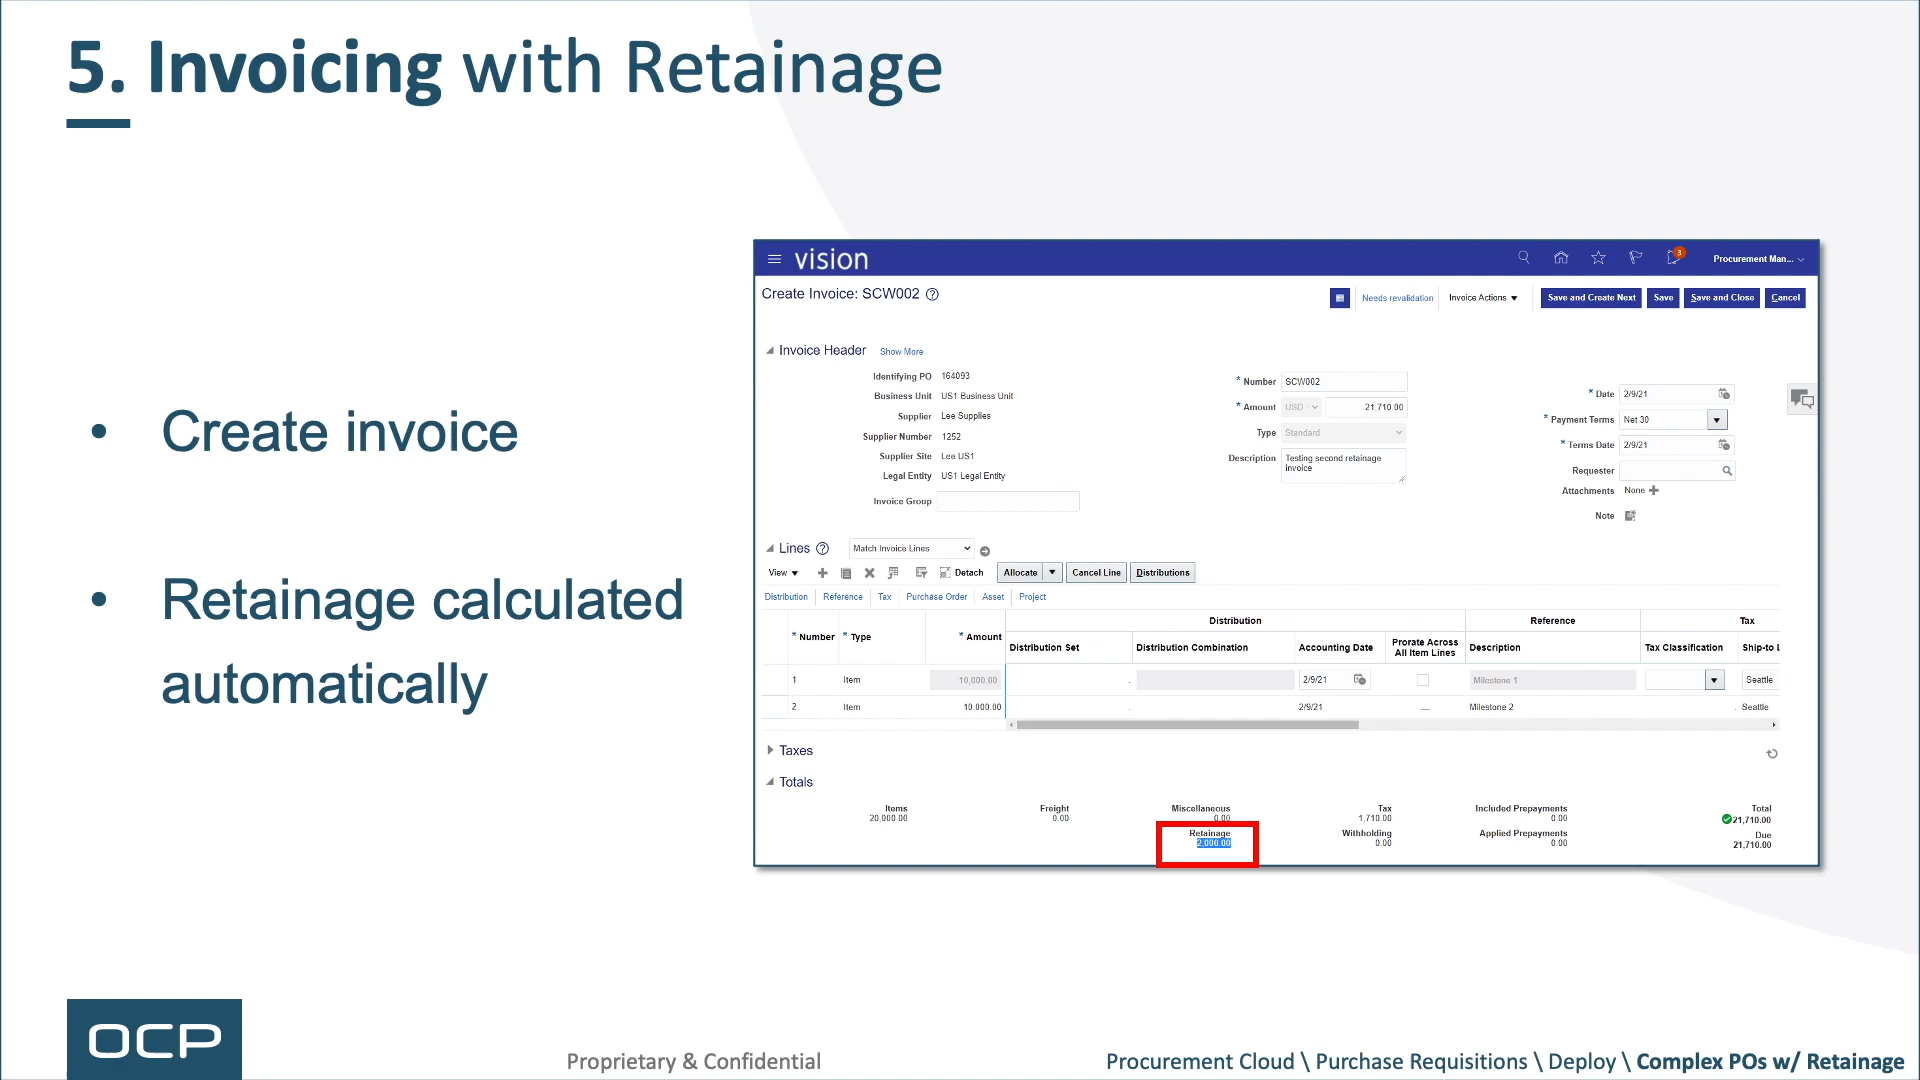 5. Invoicing with Retainage
• Create invoice
• Retainage calculated
automatically
vision
3
Procurement Man...
Create Invoice: SCW002
Needs revalidation
Invoice Actions
Save and Create Next
Save
Save and Close
Cancel
Invoice Header
Show More
Identifying PO 164093
Business Unit US1 Business Unit
Supplier Lee Supplies
Supplier Number 1252
Supplier Site Lee US1
Legal Entity US1 Legal Entity
Invoice Group
* Number SCW002
* Amount USD 21,710.00
Type Standard
Description Testing second retainage
invoice
* Date 2/9/21
* Payment Terms Net 30
* Terms Date 2/9/21
Requester
Attachments None
Note
Lines
Match Invoice Lines
View
Detach
Allocate
Cancel Line
Distributions
Distribution Reference Tax Purchase Order Asset Project
Distribution Reference Tax
* Number * Type * Amount Distribution Set Distribution Combination Accounting Date Prorate Across
All Item Lines Description Tax Classification Ship-to L
1 Item 10,000.00 2/9/21 Milestone 1 Seattle
2 Item 10,000.00 2/9/21 Milestone 2 Seattle
Taxes
Totals
Items Freight Miscellaneous Tax Included Prepayments Total
20,000.00 0.00 0.00 1,710.00 0.00 21,710.00
Retainage Withholding Applied Prepayments Due
2,000.00 0.00 0.00 21,710.00
OCP
Proprietary & Confidential
Procurement Cloud \ Purchase Requisitions \ Deploy \ Complex POs w/ Retainage